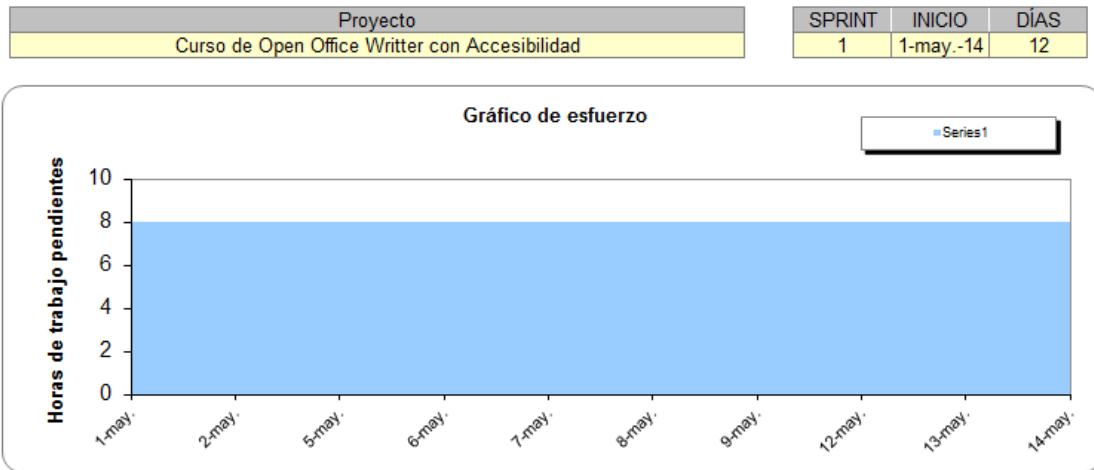 Proyecto
Curso de Open Office Writter con Accesibilidad
SPRINT INICIO DÍAS
1 1-may.-14 12
Gráfico de esfuerzo
Series1
Horas de trabajo pendientes
10
8
6
4
2
0
1-may. 2-may. 5-may. 6-may. 7-may. 8-may. 9-may. 12-may. 13-may. 14-may.